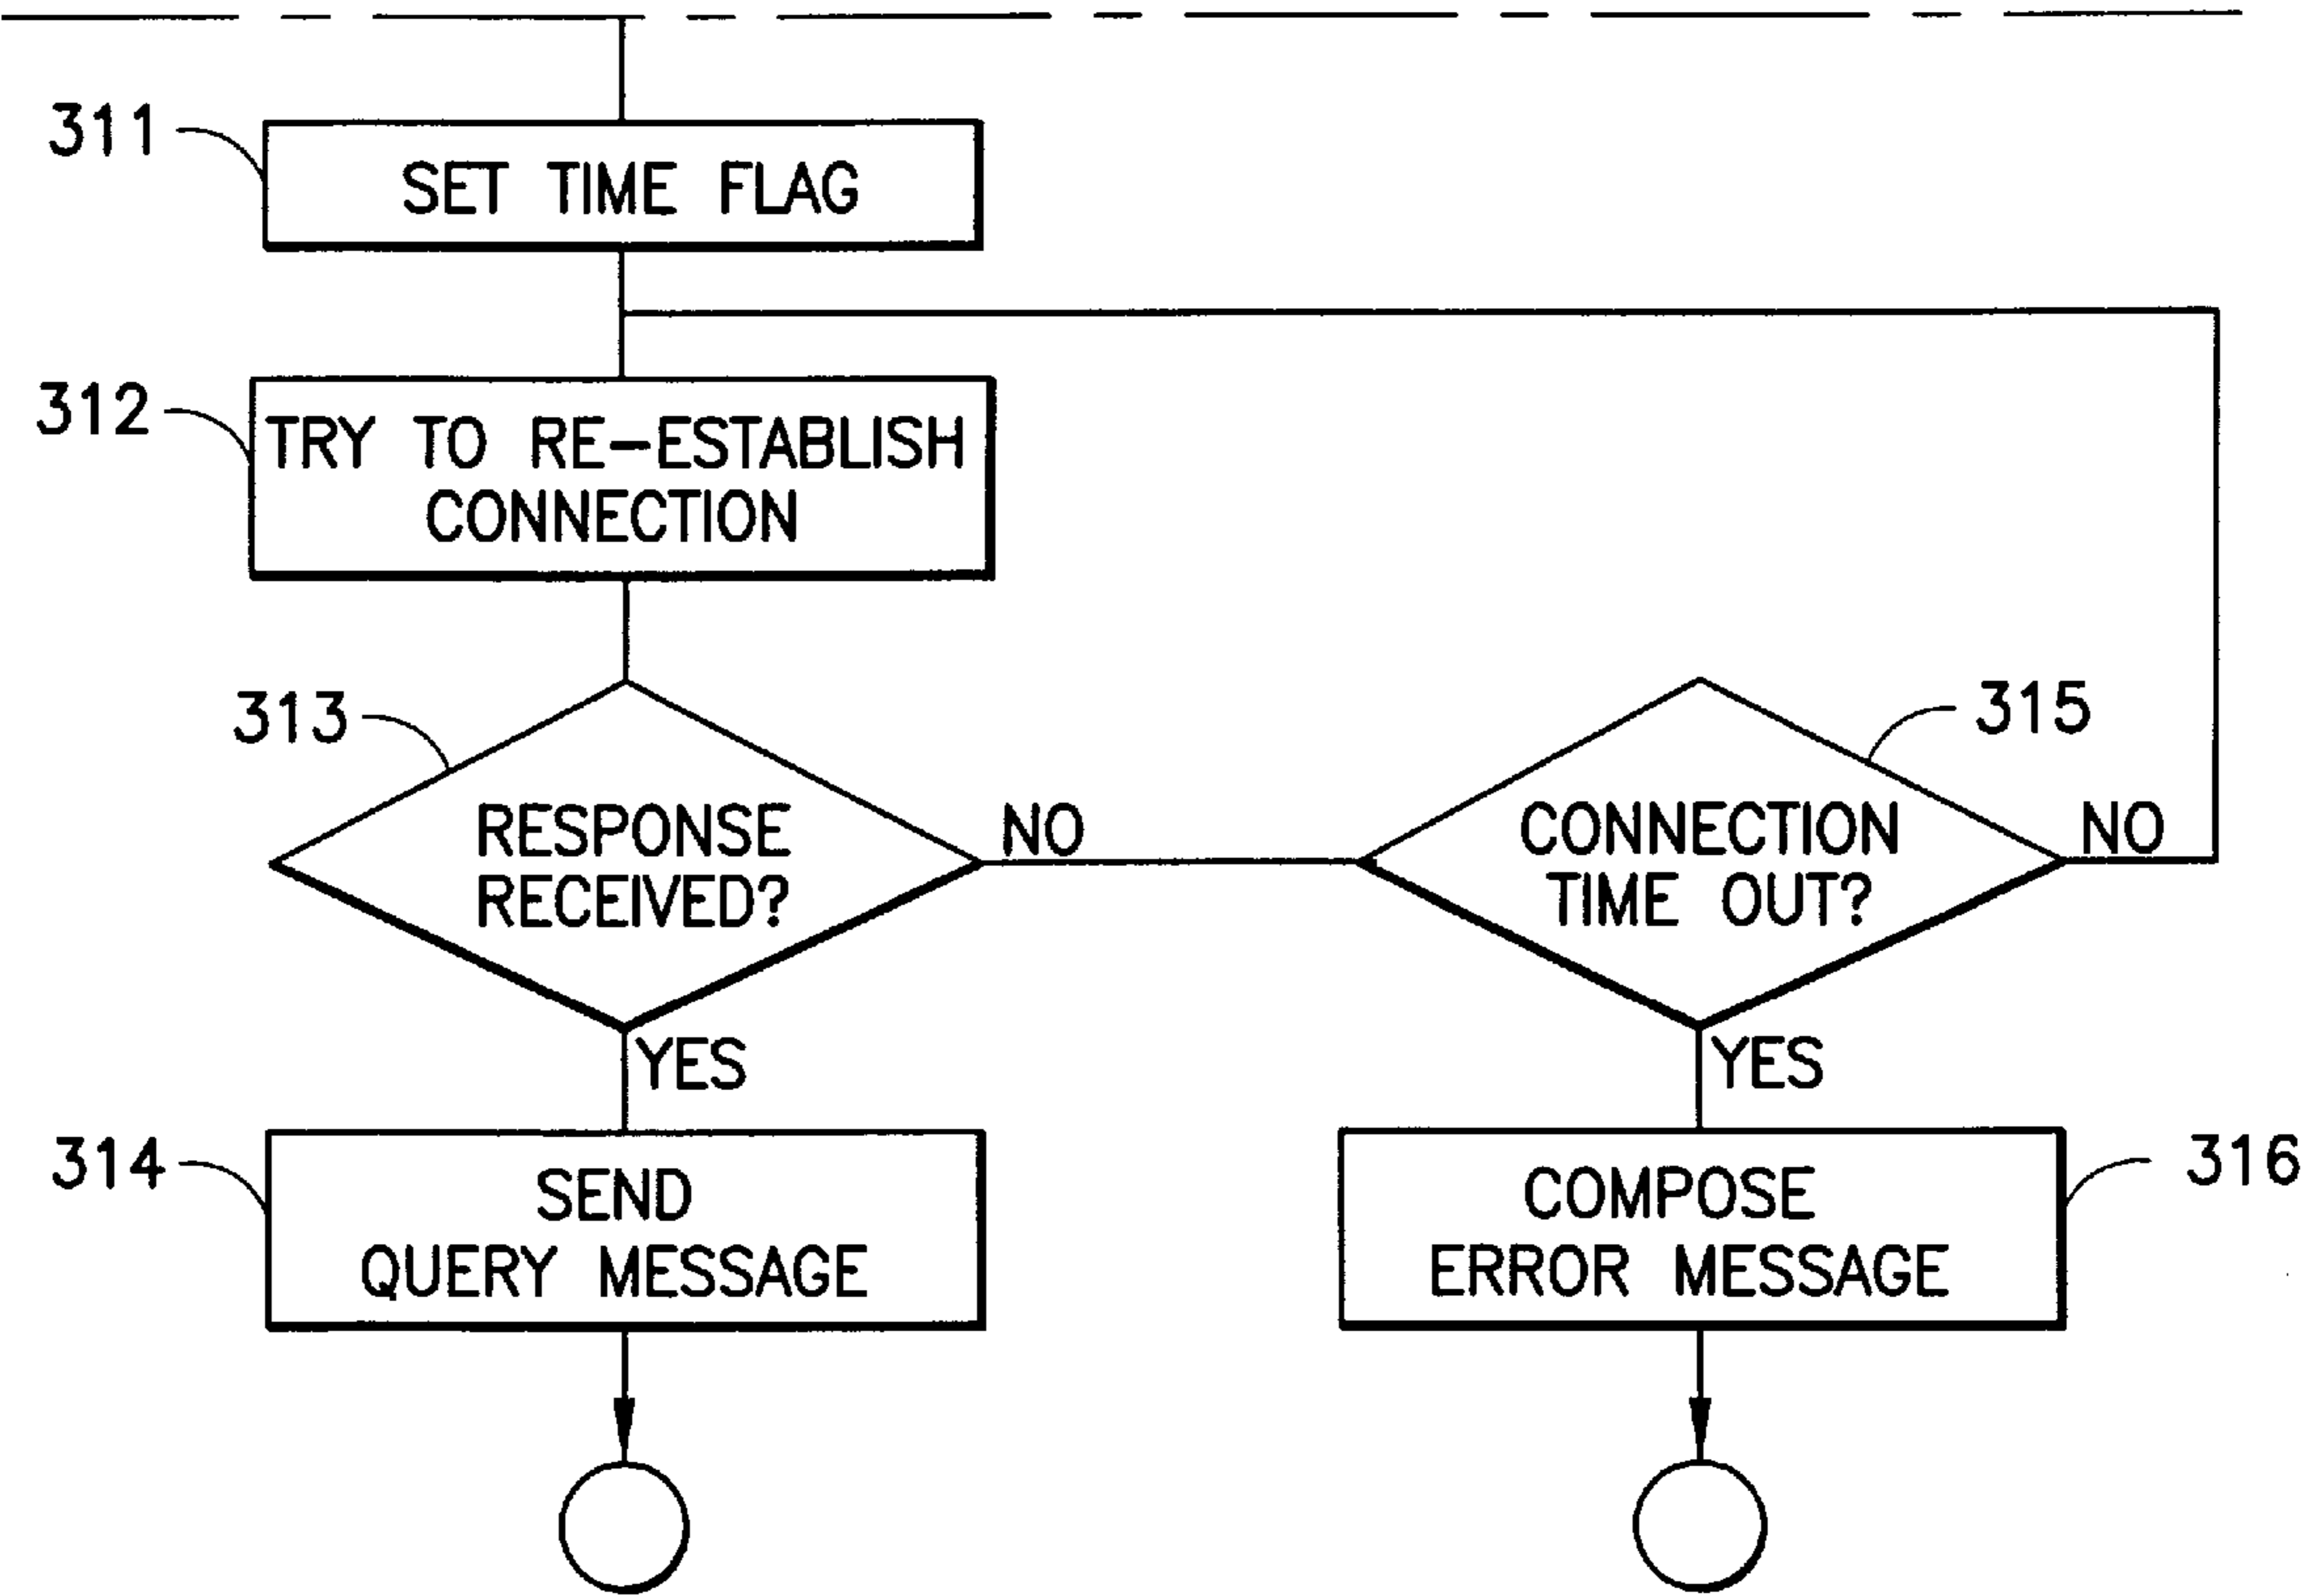 311
SET TIME FLAG
312
TRY TO RE-ESTABLISH
CONNECTION
313
RESPONSE
RECEIVED?
NO
315
CONNECTION
TIME OUT?
NO
YES
YES
314
SEND
QUERY MESSAGE
COMPOSE
ERROR MESSAGE
316